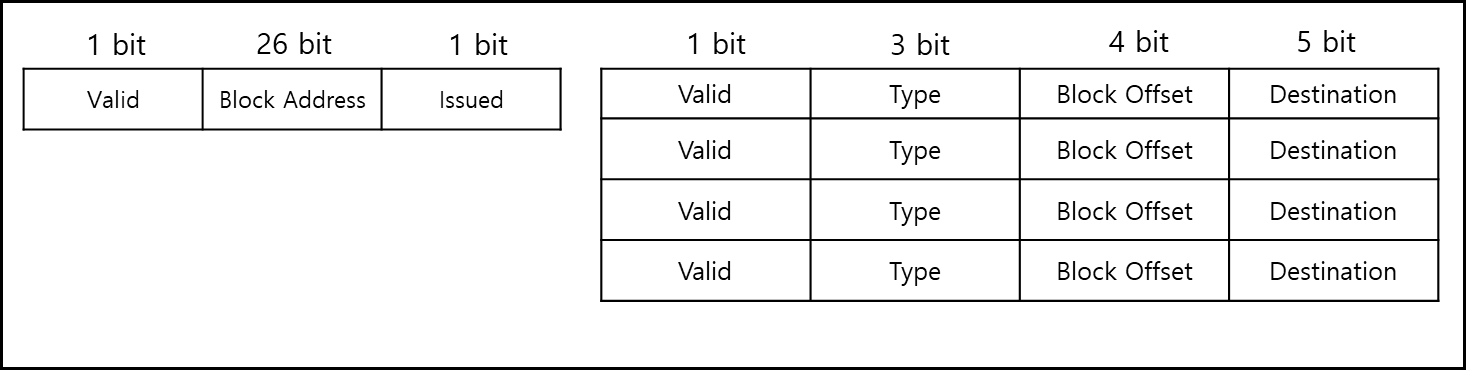 1 bit 26 bit 1 bit 1 bit 3 bit 4 bit 5 bit
Valid Block Address Issued Valid Type Block Offset Destination
Valid Type Block Offset Destination
Valid Type Block Offset Destination
Valid Type Block Offset Destination